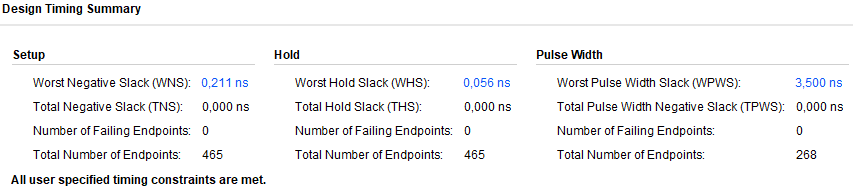 Design Timing Summary
Setup Hold Pulse Width
Worst Negative Slack (WNS): 0,211 ns Worst Hold Slack (WHS): 0,056 ns Worst Pulse Width Slack (WPWS): 3,500 ns
Total Negative Slack (TNS): 0,000 ns Total Hold Slack (THS): 0,000 ns Total Pulse Width Negative Slack (TPWS): 0,000 ns
Number of Failing Endpoints: 0 Number of Failing Endpoints: 0 Number of Failing Endpoints: 0
Total Number of Endpoints: 465 Total Number of Endpoints: 465 Total Number of Endpoints: 268
All user specified timing constraints are met.